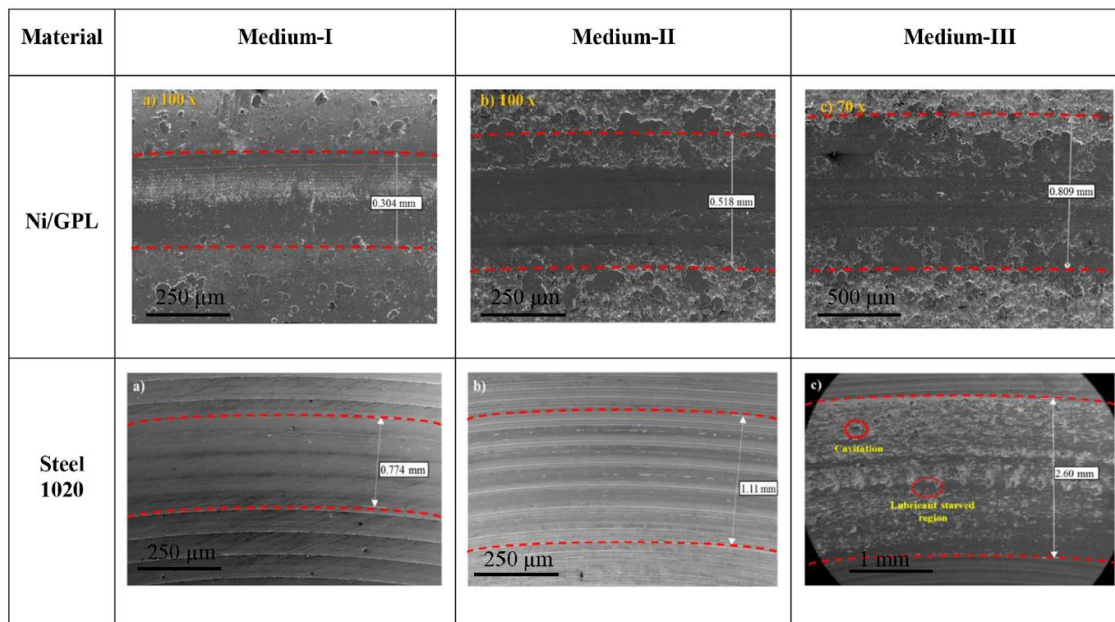 Material
Medium-I
Medium-II
Medium-III
Ni/GPL
a) 100 x
0.304 mm
250 μm
b) 100 x
0.518 mm
250 μm
c) 70 x
0.809 mm
500 μm
Steel
1020
a)
0.774 mm
250 μm
b)
1.11 mm
250 μm
c)
Cavitation
2.60 mm
Lubricant starved
region
1 mm